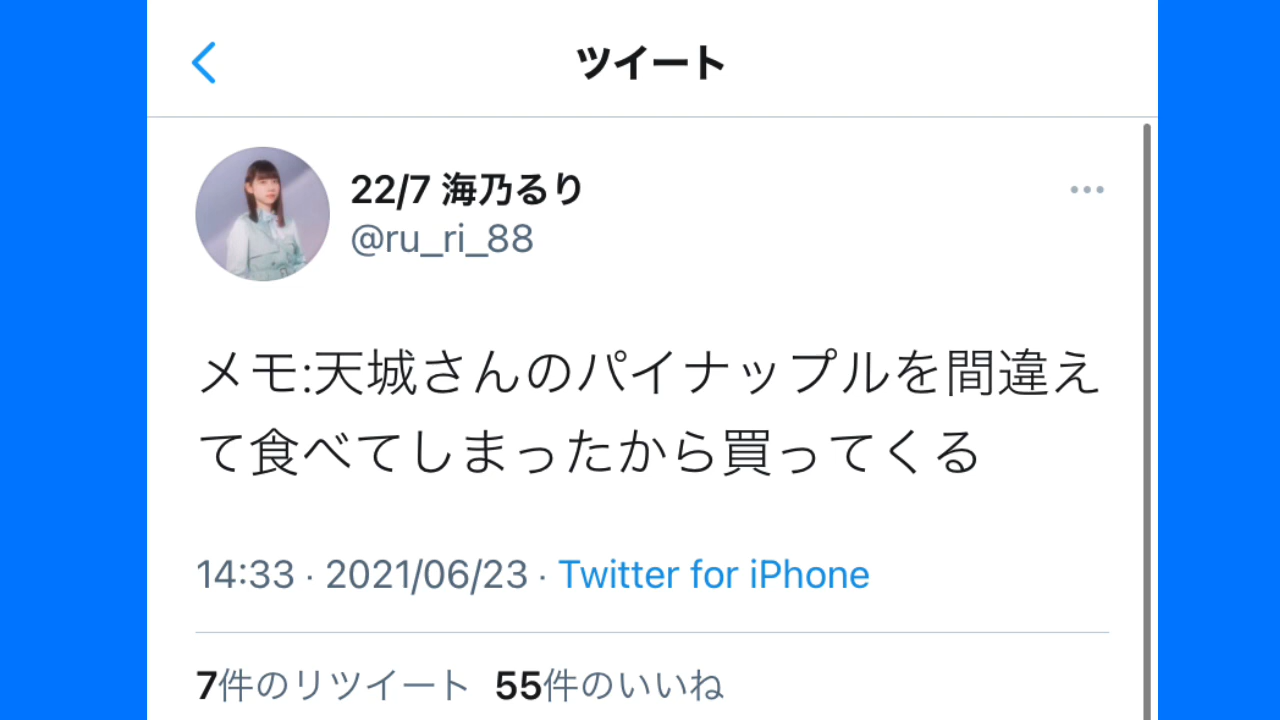 ツイート
22/7 海乃るり
@ru_ri_88
メモ:天城さんのパイナップルを間違え
て食べてしまったから買ってくる
14:33 · 2021/06/23 · Twitter for iPhone
7件のリツイート 55件のいいね